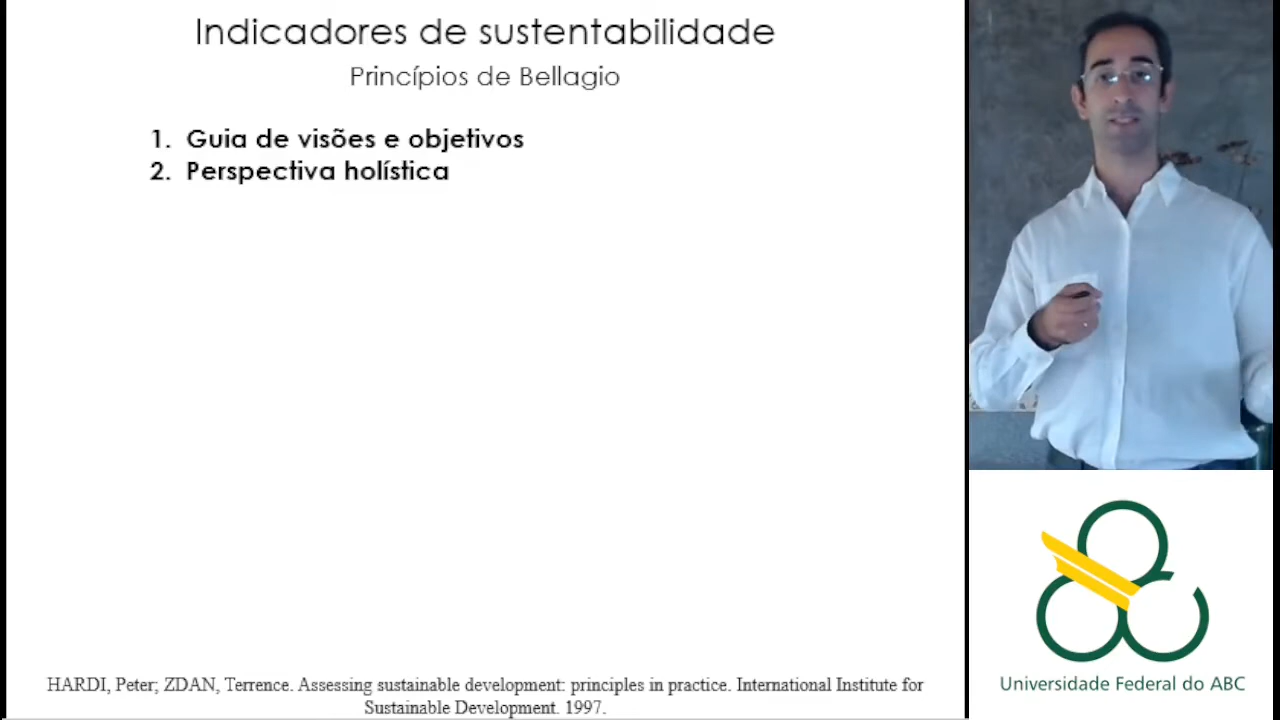 Indicadores de sustentabilidade
Princípios de Bellagio
1. Guia de visões e objetivos
2. Perspectiva holística
HARDI, Peter; ZDAN, Terrence. Assessing sustainable development: principles in practice. International Institute for
Sustainable Development. 1997.
Universidade Federal do ABC